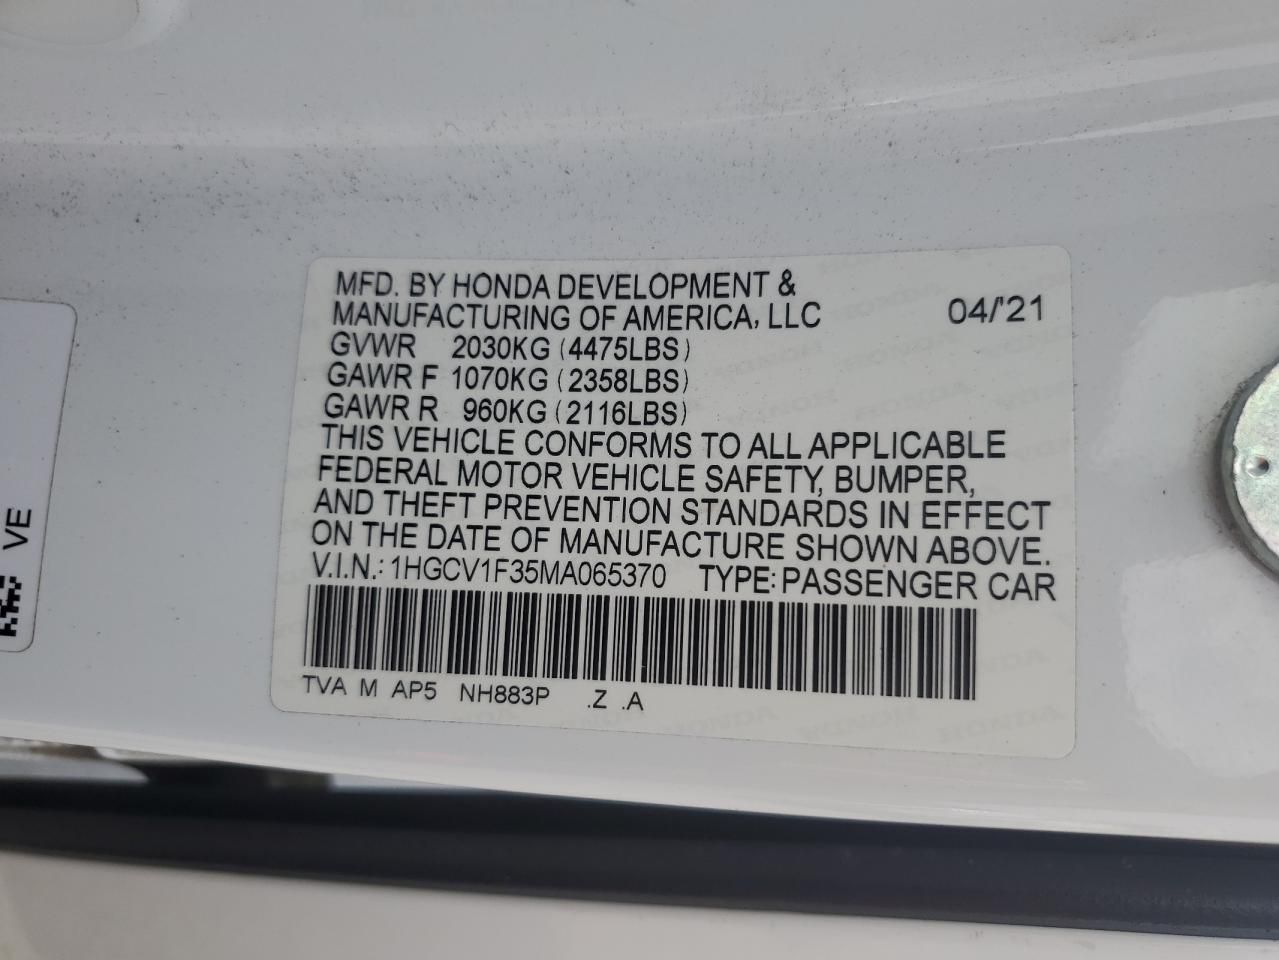 MFD. BY HONDA DEVELOPMENT &
MANUFACTURING OF AMERICA, LLC 04/'21
GVWR 2030KG (4475LBS)
GAWR F 1070KG (2358LBS)
GAWR R 960KG (2116LBS)
THIS VEHICLE CONFORMS TO ALL APPLICABLE
FEDERAL MOTOR VEHICLE SAFETY, BUMPER,
AND THEFT PREVENTION STANDARDS IN EFFECT
ON THE DATE OF MANUFACTURE SHOWN ABOVE.
V.I.N.: 1HGCV1F35MA065370 TYPE: PASSENGER CAR
TVA M AP5 NH883P .Z .A
VE